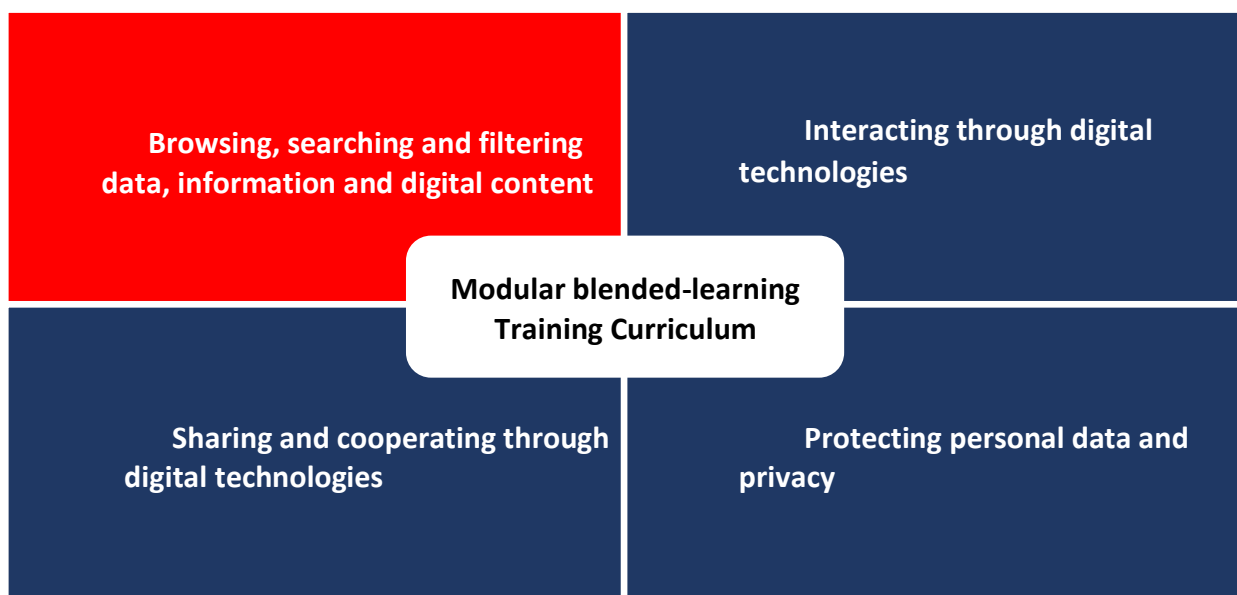 Browsing, searching and filtering
data, information and digital content
Interacting through digital
technologies
Modular blended-learning
Training Curriculum
Sharing and cooperating through
digital technologies
Protecting personal data and
privacy